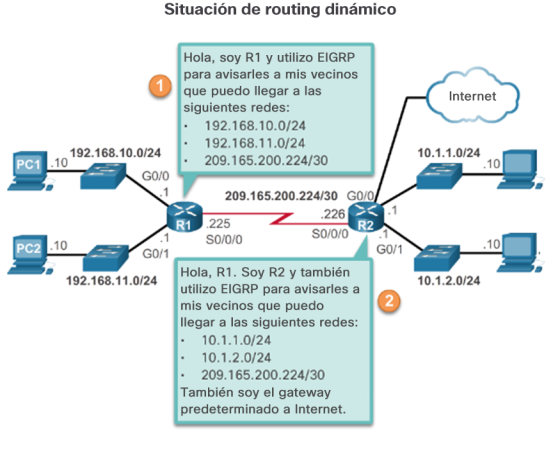 Situación de routing dinámico
Hola, soy R1 y utilizo EIGRP
para avisarles a mis vecinos
que puedo llegar a las
siguientes redes:
• 192.168.10.0/24
• 192.168.11.0/24
• 209.165.200.224/30
1
Internet
PC1
.10
192.168.10.0/24
G0/0
.1
10.1.1.0/24
.10
209.165.200.224/30
G0/0
.1
R1
.225
S0/0/0
.226
S0/0/0
R2
PC2
.10
.1
G0/1
192.168.11.0/24
.1
G0/1
.10
10.1.2.0/24
Hola, R1. Soy R2 y también
utilizo EIGRP para avisarles a
mis vecinos que puedo
llegar a las siguientes redes:
• 10.1.1.0/24
• 10.1.2.0/24
• 209.165.200.224/30
También soy el gateway
predeterminado a Internet.
2